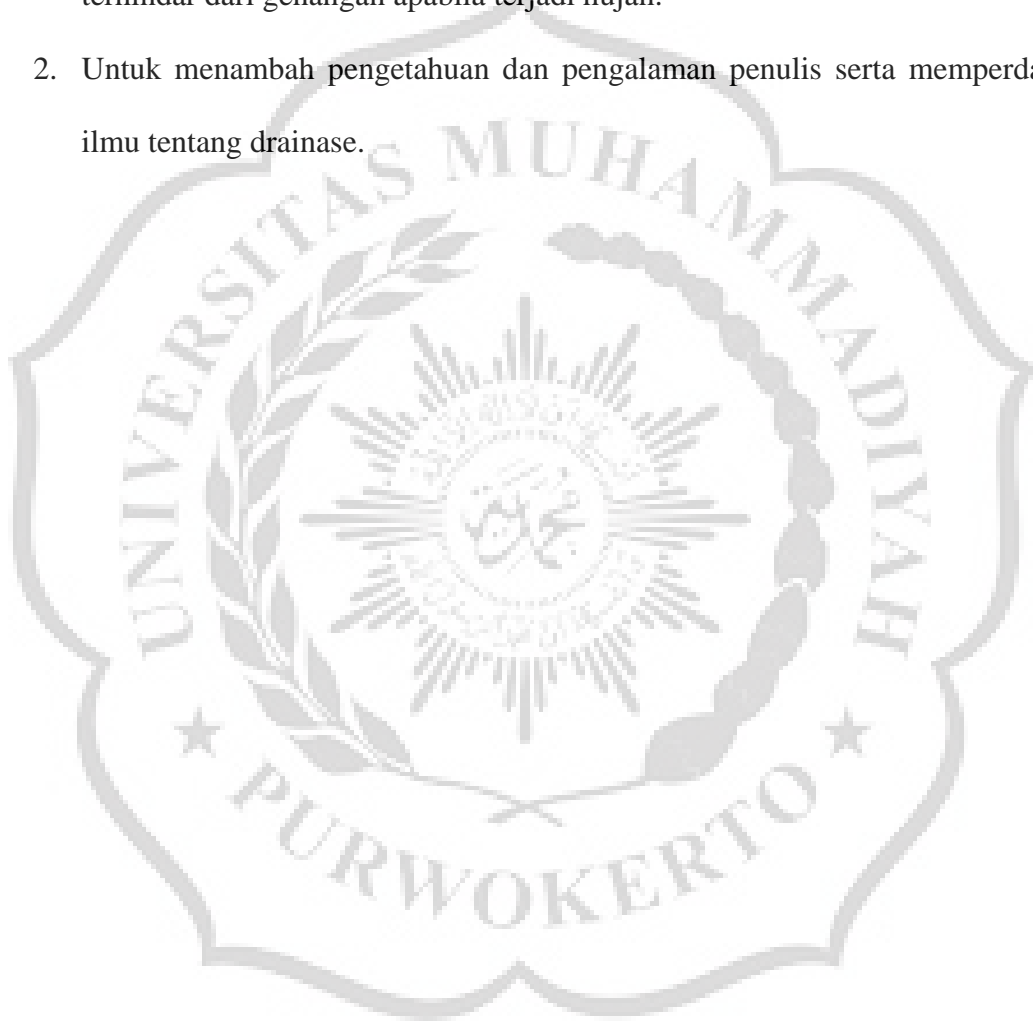 terhindar dari genangan apabila terjadi hujan.
2. Untuk menambah pengetahuan dan pengalaman penulis serta memperda
ilmu tentang drainase.
UNIVERSITAS MUHAMMADIYAH
★ PURWOKERTO ★